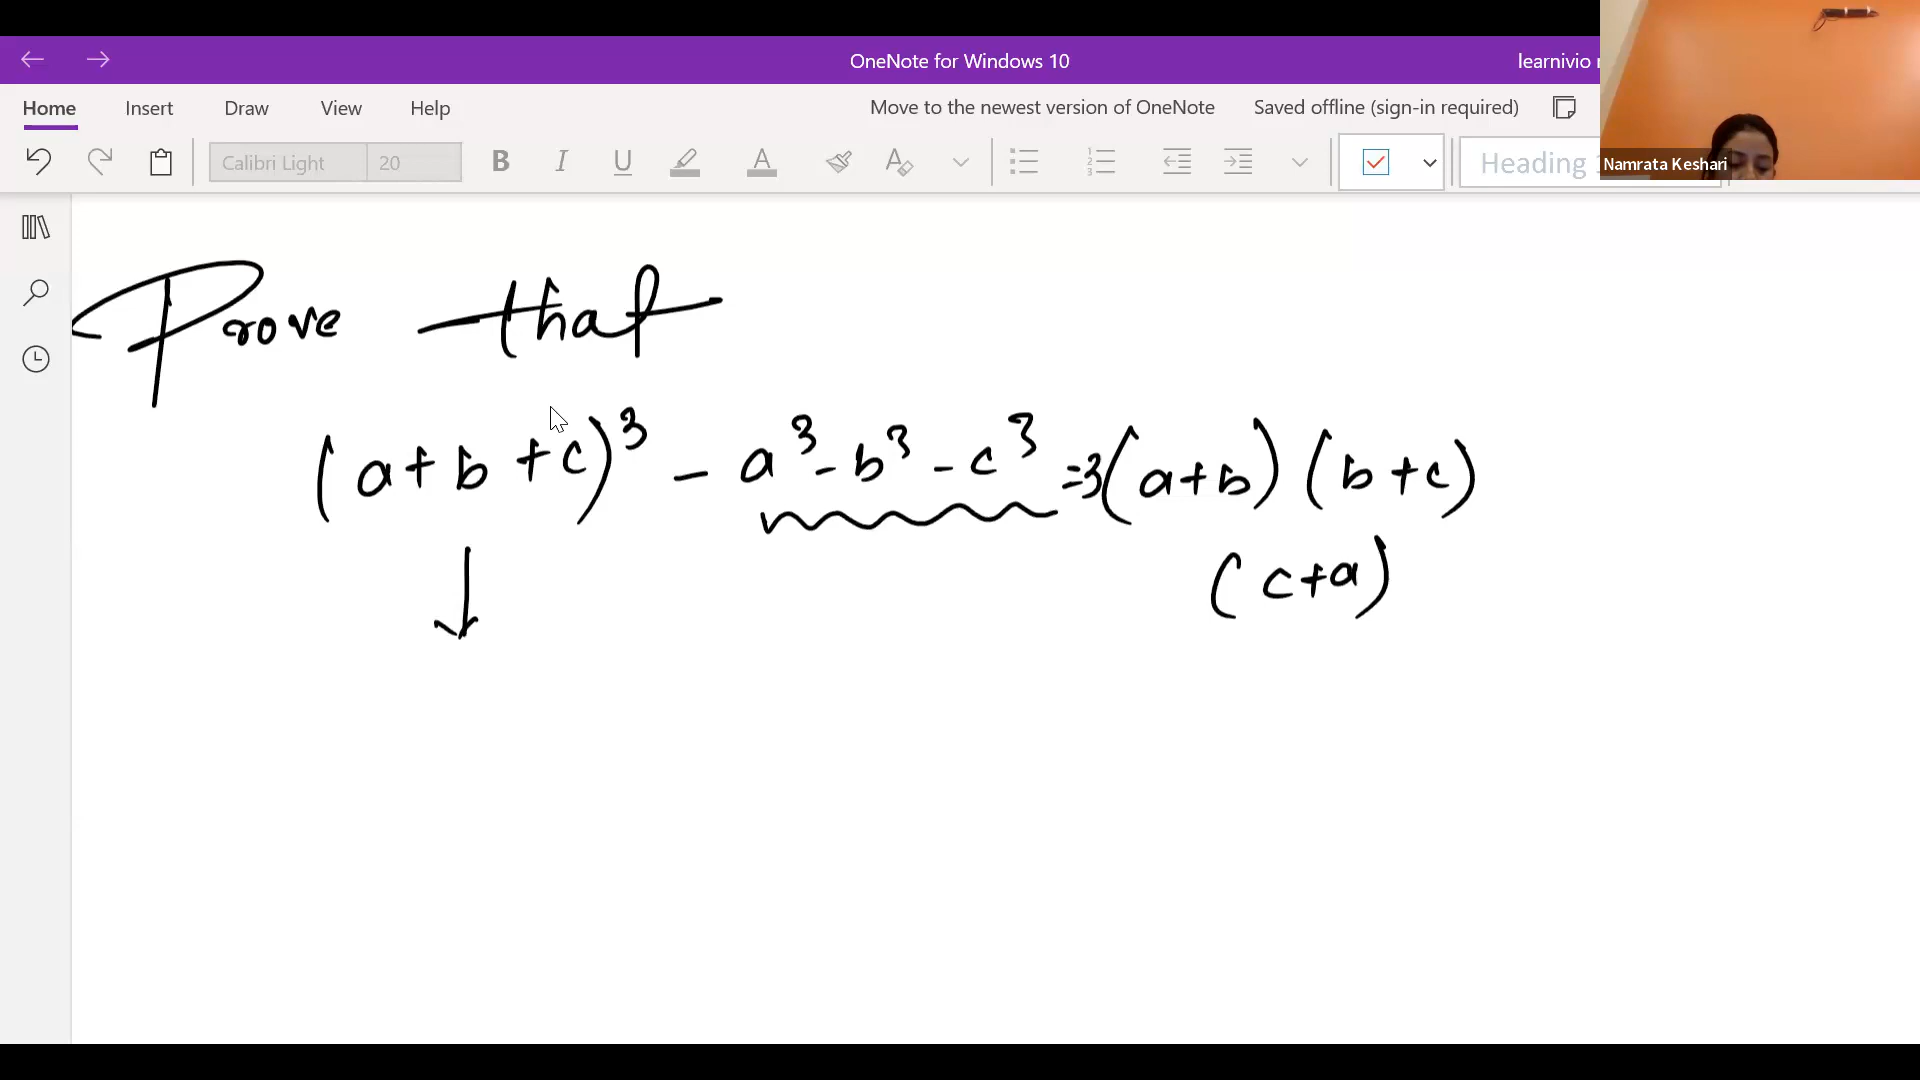 OneNote for Windows 10
learnivio
Home Insert Draw View Help
Move to the newest version of OneNote Saved offline (sign-in required)
Calibri Light 20 B I U A A Heading
Namrata Keshari
Prove that
(a+b+c)³ - a³-b³-c³ =3(a+b)(b+c)
(c+a)